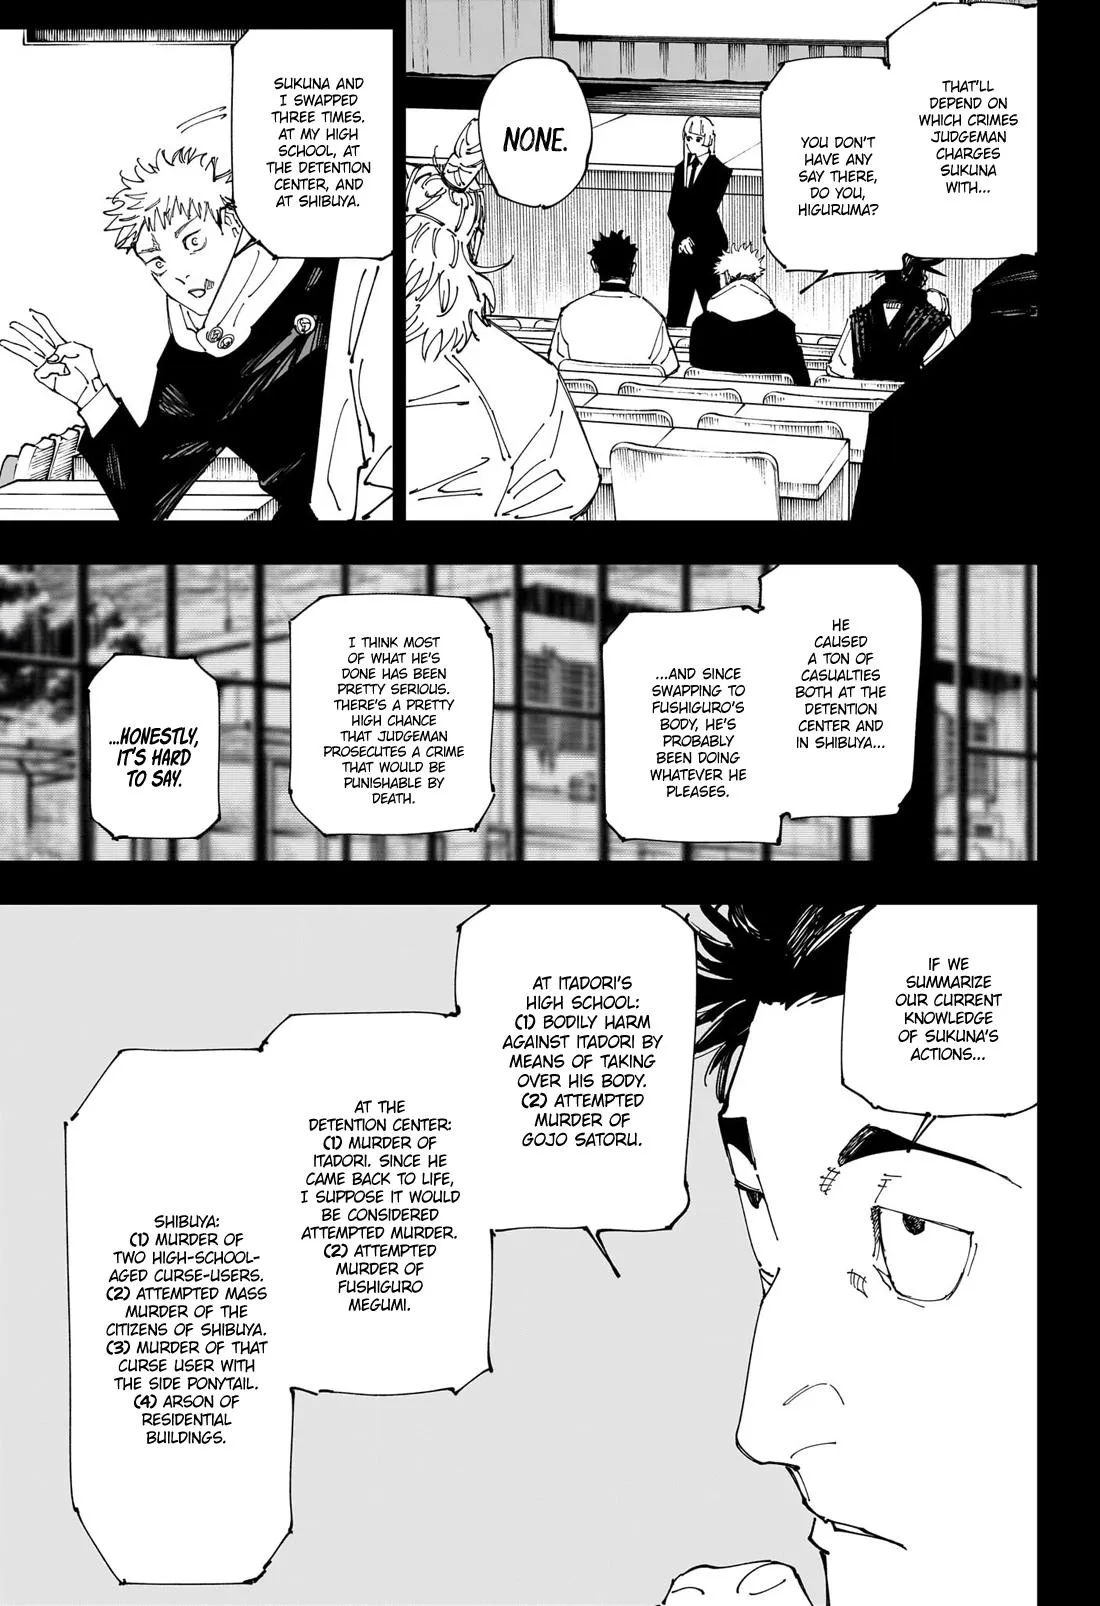 THAT'LL
DEPEND ON
WHICH CRIMES
JUDGEMAN
CHARGES
SUKUNA
WITH...
YOU DON'T
HAVE ANY
SAY THERE,
DO YOU,
HIGURUMA?
NONE.
SUKUNA AND
I SWAPPED
THREE TIMES.
AT MY HIGH
SCHOOL, AT
THE DETENTION
CENTER, AND
AT SHIBUYA.
HE
CAUSED
A TON OF
CASUALTIES
BOTH AT THE
DETENTION
CENTER AND
IN SHIBUYA...
...AND SINCE
SWAPPING TO
FUSHIGURO'S
BODY, HE'S
PROBABLY
BEEN DOING
WHATEVER HE
PLEASES.
I THINK MOST
OF WHAT HE'S
DONE HAS BEEN
PRETTY SERIOUS.
THERE'S A PRETTY
HIGH CHANCE
THAT JUDGEMAN
PROSECUTES A CRIME
THAT WOULD BE
PUNISHABLE BY
DEATH.
...HONESTLY,
IT'S HARD
TO SAY.
IF WE
SUMMARIZE
OUR CURRENT
KNOWLEDGE
OF SUKUNA'S
ACTIONS...
AT ITADORI'S
HIGH SCHOOL:
(1) BODILY HARM
AGAINST ITADORI BY
MEANS OF TAKING
OVER HIS BODY.
(2) ATTEMPTED
MURDER OF
GOJO SATORU.
AT THE
DETENTION CENTER:
(1) MURDER OF
ITADORI. SINCE HE
CAME BACK TO LIFE,
I SUPPOSE IT WOULD
BE CONSIDERED
ATTEMPTED MURDER.
(2) ATTEMPTED
MURDER OF
FUSHIGURO
MEGUMI.
SHIBUYA:
(1) MURDER OF
TWO HIGH-SCHOOL-
AGED CURSE-USERS.
(2) ATTEMPTED MASS
MURDER OF THE
CITIZENS OF SHIBUYA.
(3) MURDER OF THAT
CURSE USER WITH
THE SIDE PONYTAIL.
(4) ARSON OF
RESIDENTIAL
BUILDINGS.